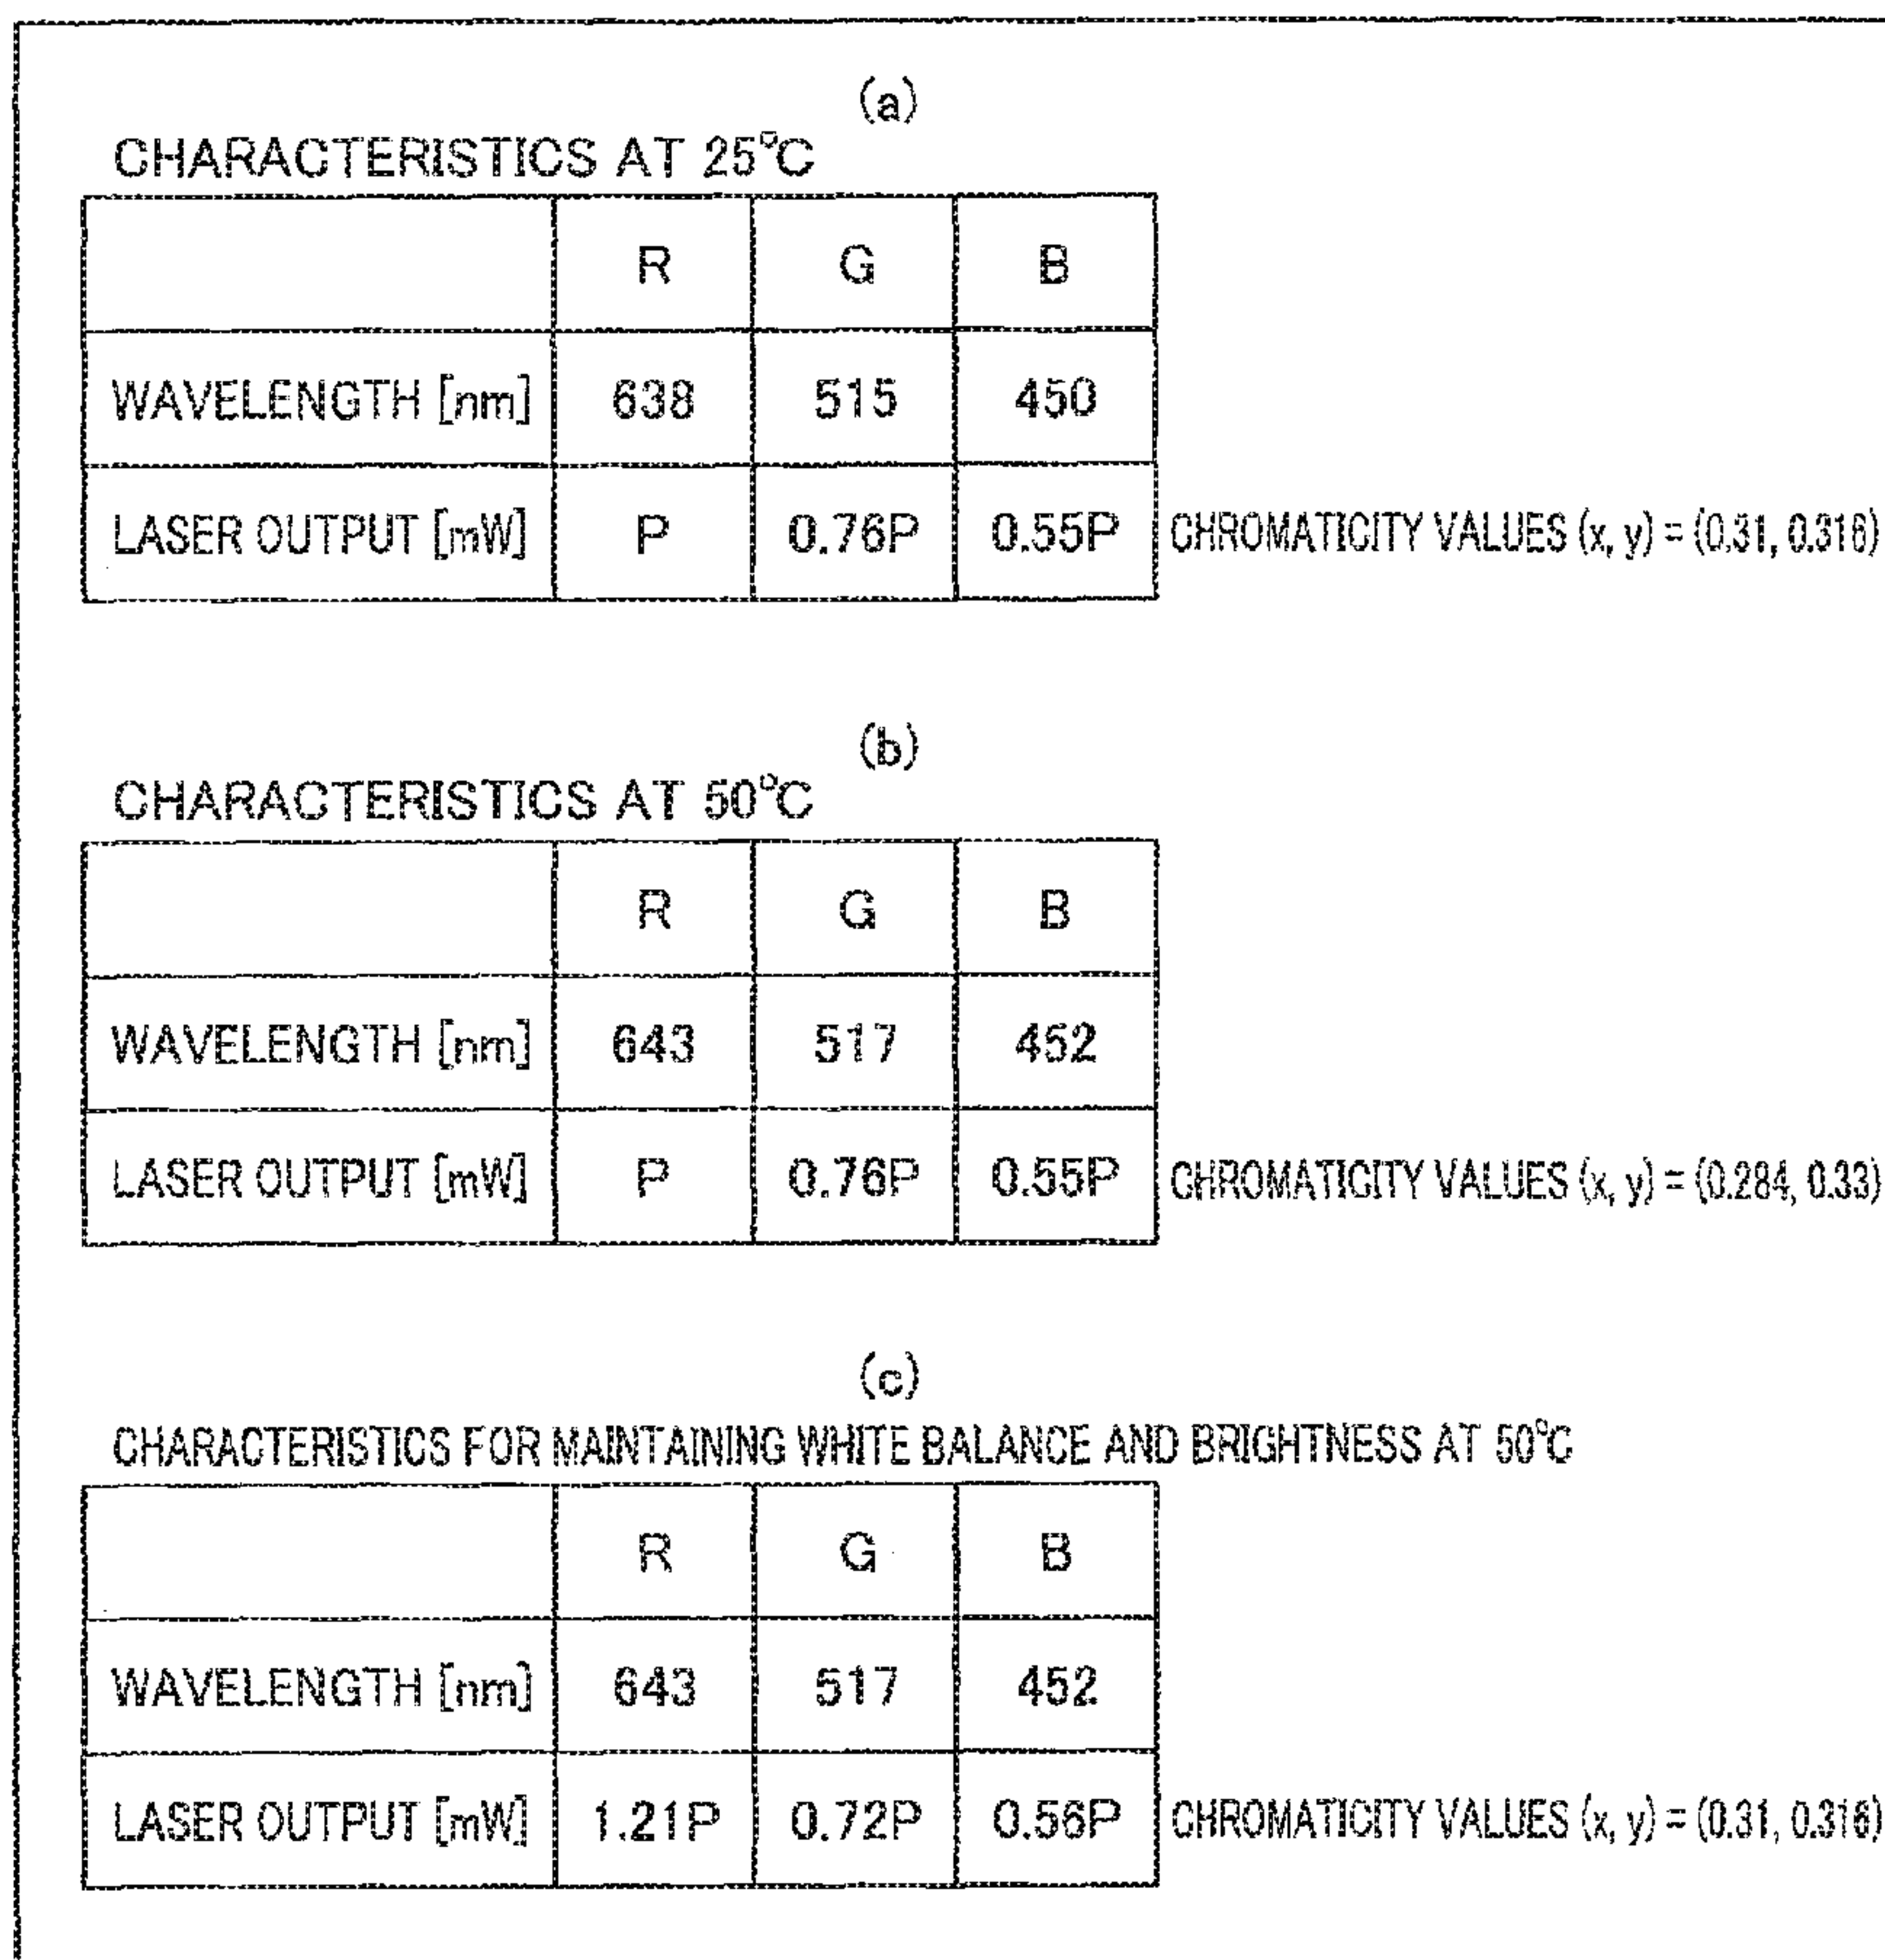 (a)
CHARACTERISTICS AT 25°C
R G B
WAVELENGTH [nm] 638 515 450
LASER OUTPUT [mW] P 0.76P 0.55P CHROMATICITY VALUES (x, y) = (0.31, 0.316)
(b)
CHARACTERISTICS AT 50°C
R G B
WAVELENGTH [nm] 643 517 452
LASER OUTPUT [mW] P 0.76P 0.55P CHROMATICITY VALUES (x, y) = (0.284, 0.33)
(c)
CHARACTERISTICS FOR MAINTAINING WHITE BALANCE AND BRIGHTNESS AT 50°C
R G B
WAVELENGTH [nm] 643 517 452
LASER OUTPUT [mW] 1.21P 0.72P 0.56P CHROMATICITY VALUES (x, y) = (0.31, 0.316)